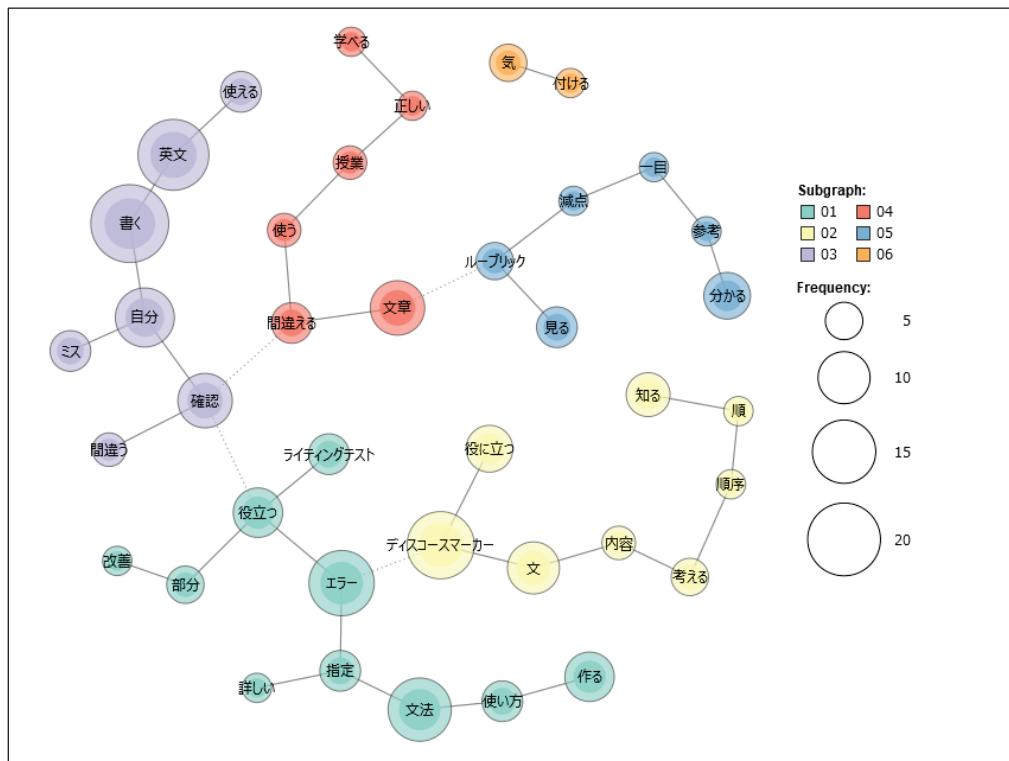 学べる
気
付ける
使える
正しい
英文
授業
一目
減点
書く
使う
参考
ルーブリック
分かる
自分
文章
間違える
見る
ミス
確認
知る
順
間違う
役に立つ
ライティングテスト
順序
役立つ
ディスコースマーカー
内容
改善
部分
エラー
文
考える
詳しい
指定
作る
使い方
文法
Subgraph:
01 04
02 05
03 06
Frequency:
5
10
15
20